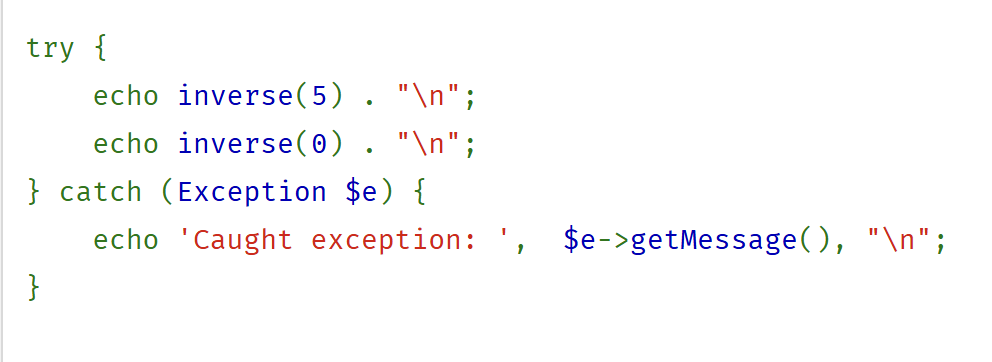 try {
    echo inverse(5) . "\n";
    echo inverse(0) . "\n";
} catch (Exception $e) {
    echo 'Caught exception: ',  $e->getMessage(), "\n";
}